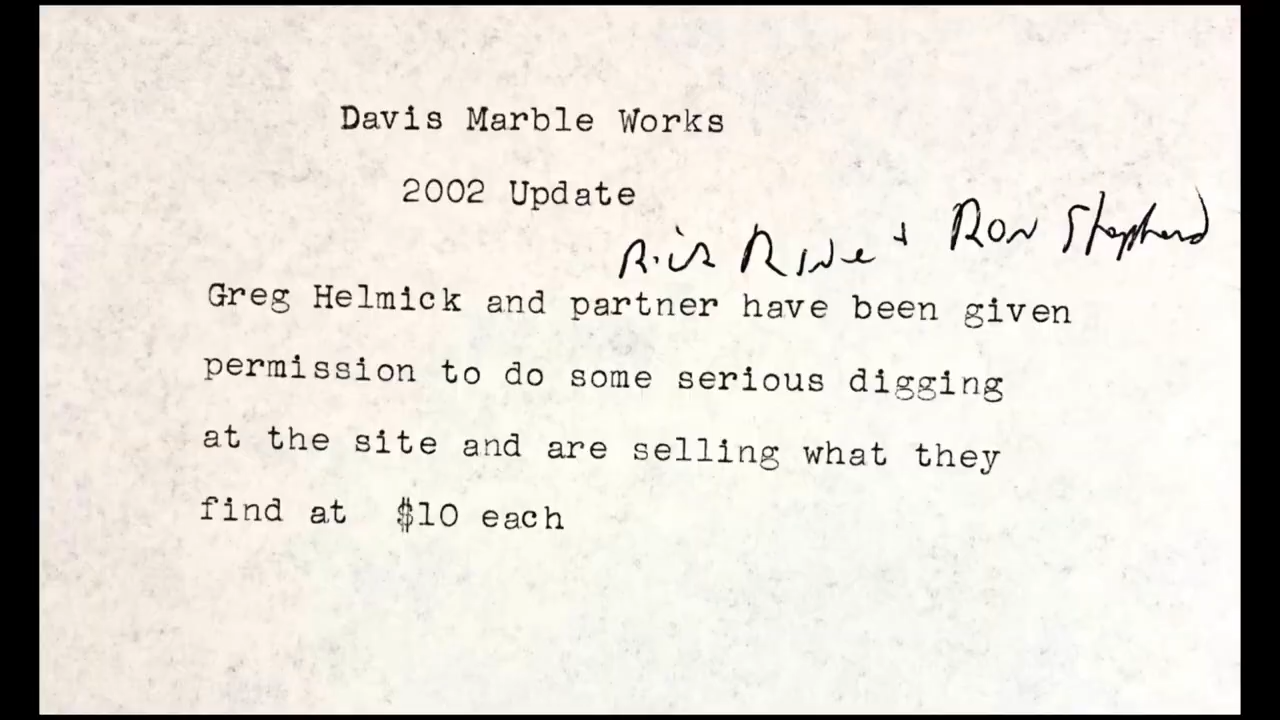 Davis Marble Works
2002 Update
Rick + Ron Shepherd
Greg Helmick and partner have been given
permission to do some serious digging
at the site and are selling what they
find at $10 each